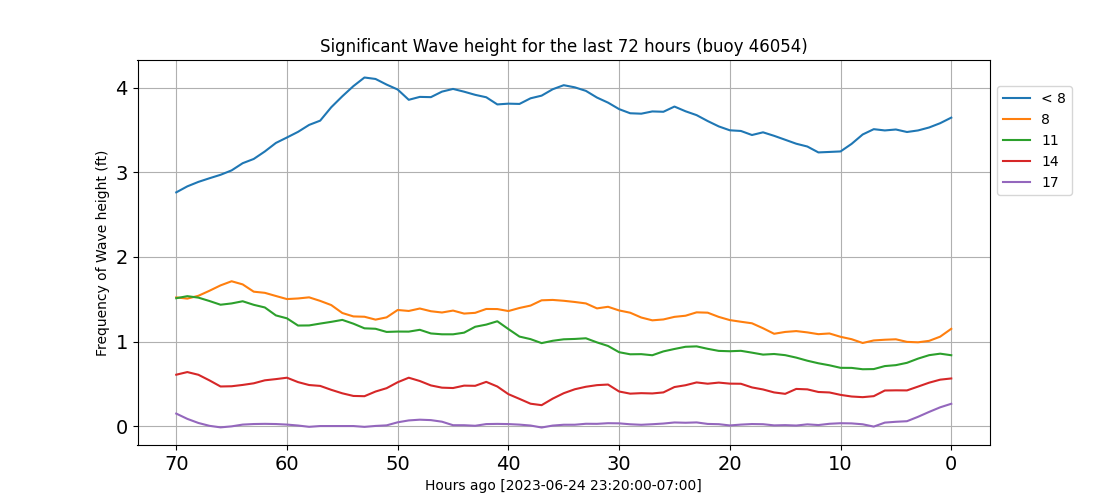 Significant Wave height for the last 72 hours (buoy 46054)
Frequency of Wave height (ft)
4
3
2
1
0
70 60 50 40 30 20 10 0
Hours ago [2023-06-24 23:20:00-07:00]
< 8
8
11
14
17